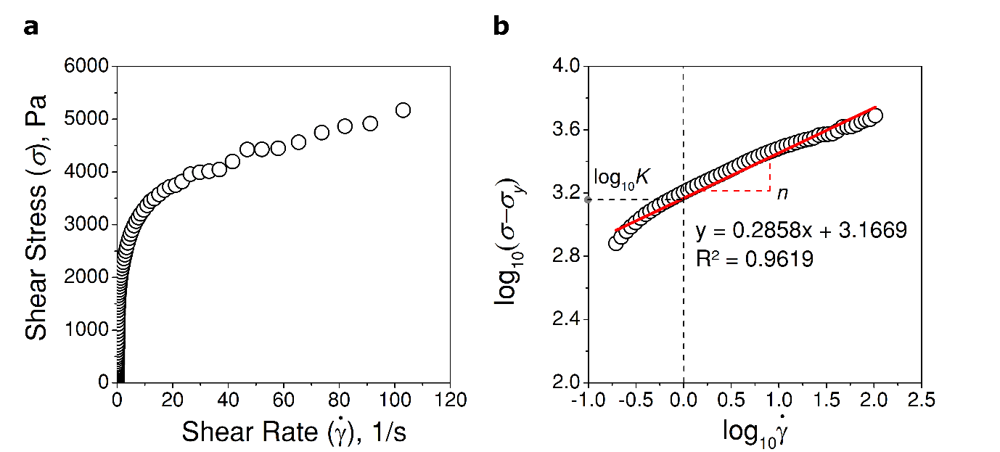 a
b
6000
5000
4000
3000
2000
1000
0
0 20 40 60 80 100 120
Shear Stress (σ), Pa
Shear Rate (γ̇), 1/s
4.0
3.6
3.2
2.8
2.4
2.0
-1.0 -0.5 0.0 0.5 1.0 1.5 2.0 2.5
log₁₀(σ−σy)
log₁₀γ̇
log₁₀K
n
y = 0.2858x + 3.1669
R² = 0.9619